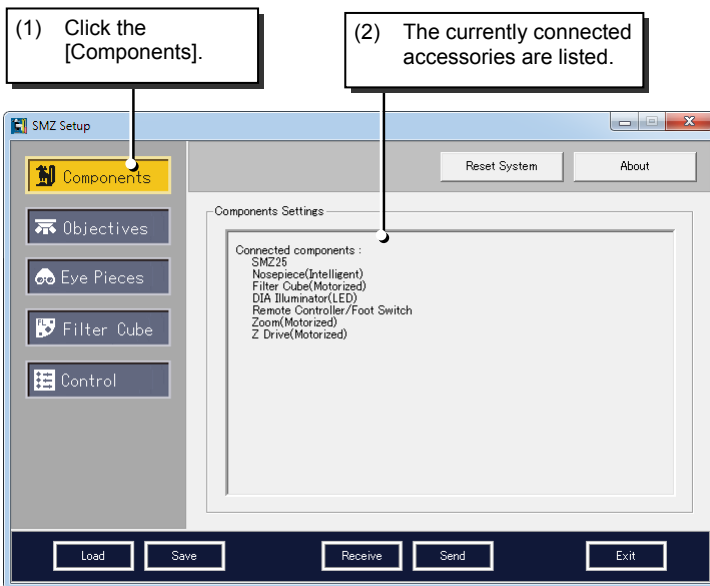 (1) Click the
[Components].
(2) The currently connected
accessories are listed.
SMZ Setup
Components
Objectives
Eye Pieces
Filter Cube
Control
Reset System
About
Components Settings
Connected components :
SMZ25
Nosepiece(Intelligent)
Filter Cube(Motorized)
DIA Illuminator(LED)
Remote Controller/Foot Switch
Zoom(Motorized)
Z Drive(Motorized)
Load
Save
Receive
Send
Exit